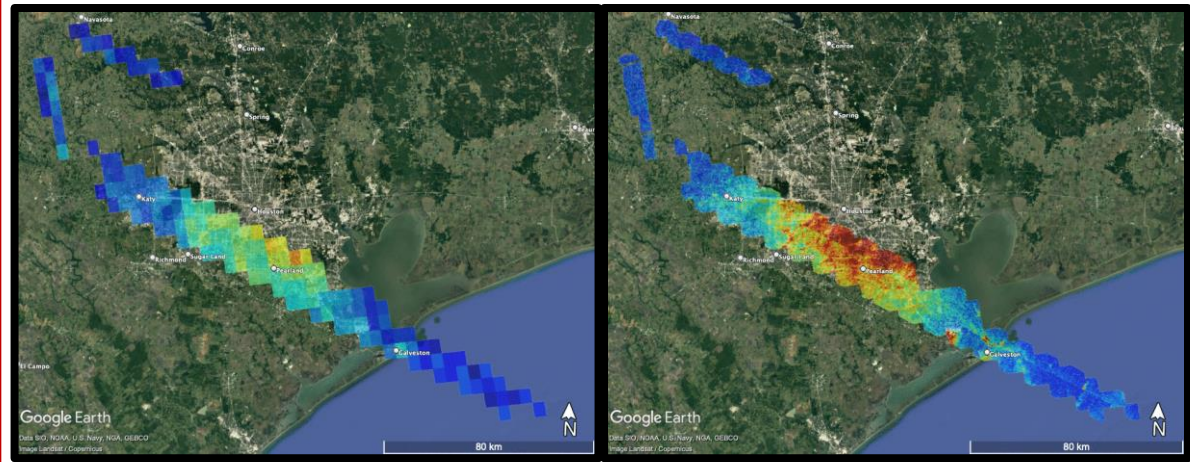 Navasota
Conroe
Spring
Katy
Houston
Richmond
Sugar Land
Pearland
Galveston
El Campo
Google Earth
Data SIO, NOAA, U.S. Navy, NGA, GEBCO
Image Landsat / Copernicus
80 km
N
Navasota
Conroe
Spring
Katy
Houston
Richmond
Sugar Land
Pearland
Galveston
Google Earth
Data SIO, NOAA, U.S. Navy, NGA, GEBCO
Image Landsat / Copernicus
80 km
N